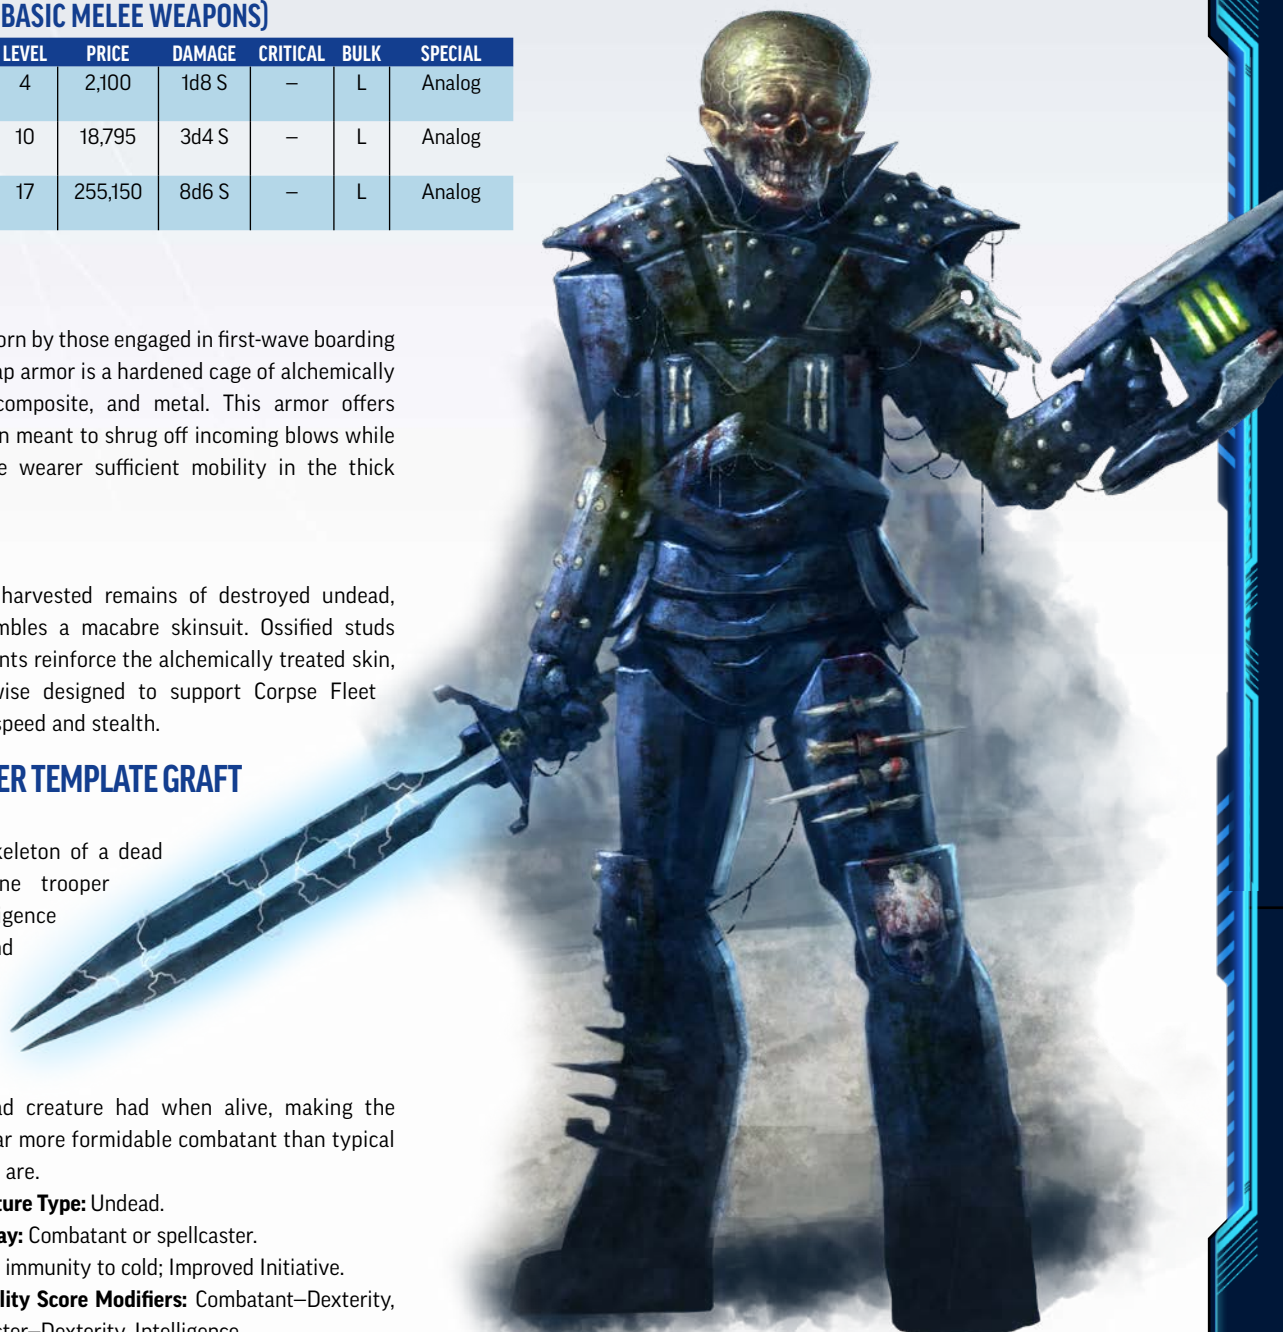 BASIC MELEE WEAPONS)
LEVEL PRICE DAMAGE CRITICAL BULK SPECIAL
4 2,100 1d8 S – L Analog
10 18,795 3d4 S – L Analog
17 255,150 8d6 S – L Analog
orn by those engaged in first-wave boarding
ap armor is a hardened cage of alchemically
composite, and metal. This armor offers
n meant to shrug off incoming blows while
e wearer sufficient mobility in the thick
harvested remains of destroyed undead,
mbles a macabre skinsuit. Ossified studs
nts reinforce the alchemically treated skin,
wise designed to support Corpse Fleet
speed and stealth.
ER TEMPLATE GRAFT
keleton of a dead
ne trooper
igence
nd
ad creature had when alive, making the
ar more formidable combatant than typical
are.
ture Type: Undead.
ay: Combatant or spellcaster.
immunity to cold; Improved Initiative.
ility Score Modifiers: Combatant—Dexterity,
ster—Dexterity, Intelligence